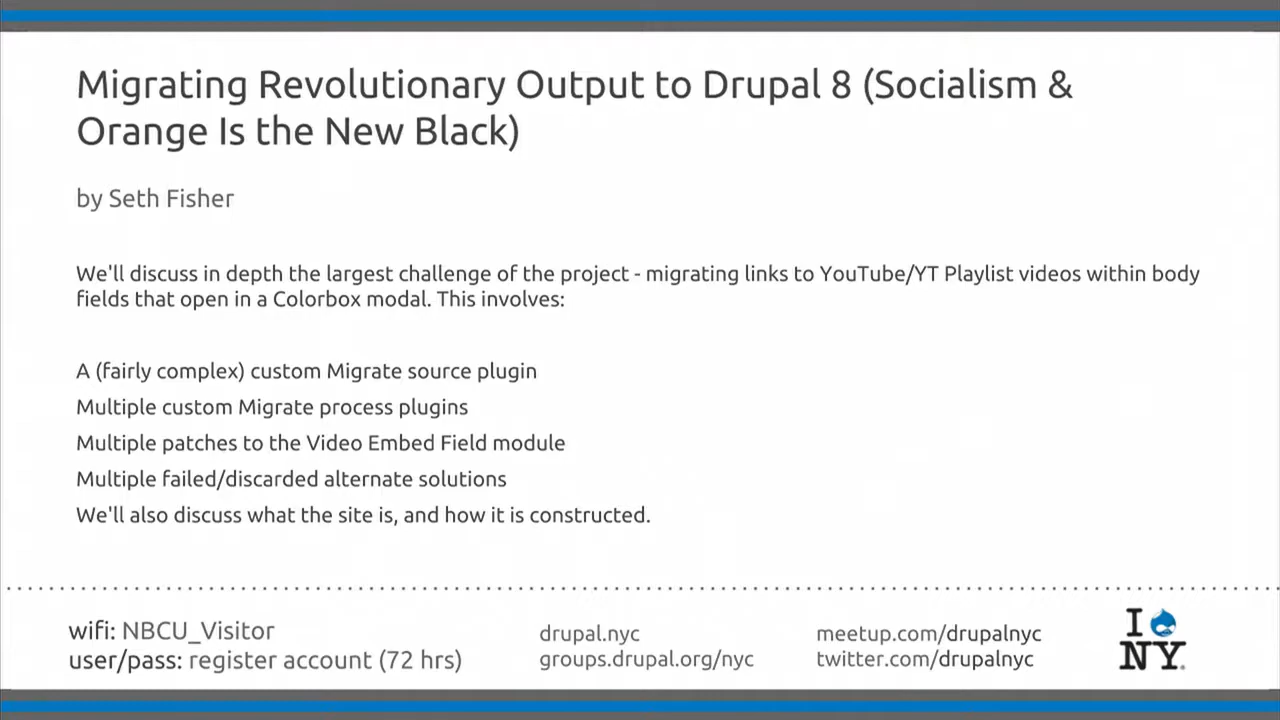 Migrating Revolutionary Output to Drupal 8 (Socialism &
Orange Is the New Black)
by Seth Fisher
We'll discuss in depth the largest challenge of the project - migrating links to YouTube/YT Playlist videos within body
fields that open in a Colorbox modal. This involves:
A (fairly complex) custom Migrate source plugin
Multiple custom Migrate process plugins
Multiple patches to the Video Embed Field module
Multiple failed/discarded alternate solutions
We'll also discuss what the site is, and how it is constructed.
wifi: NBCU_Visitor
user/pass: register account (72 hrs)
drupal.nyc
groups.drupal.org/nyc
meetup.com/drupalnyc
twitter.com/drupalnyc
I
NY